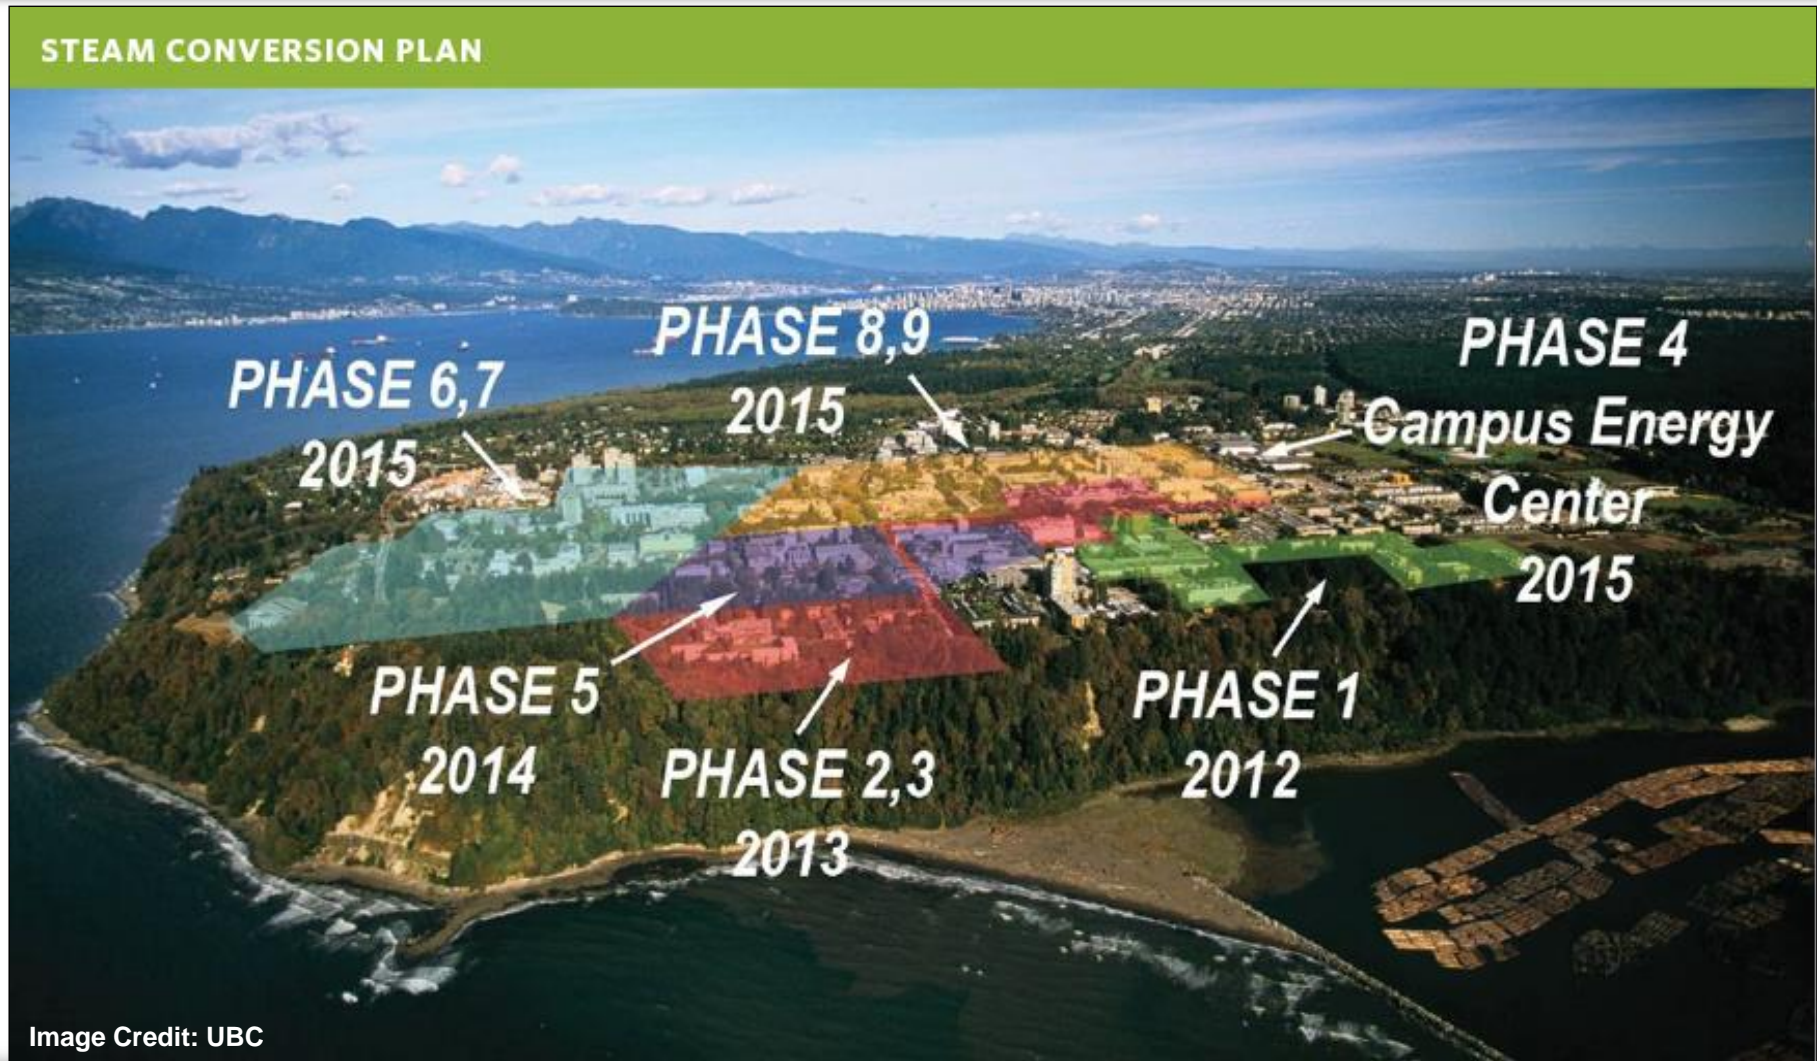 STEAM CONVERSION PLAN
PHASE 8,9
2015
PHASE 6,7
2015
PHASE 4
Campus Energy
Center
2015
PHASE 5
2014
PHASE 2,3
2013
PHASE 1
2012
Image Credit: UBC